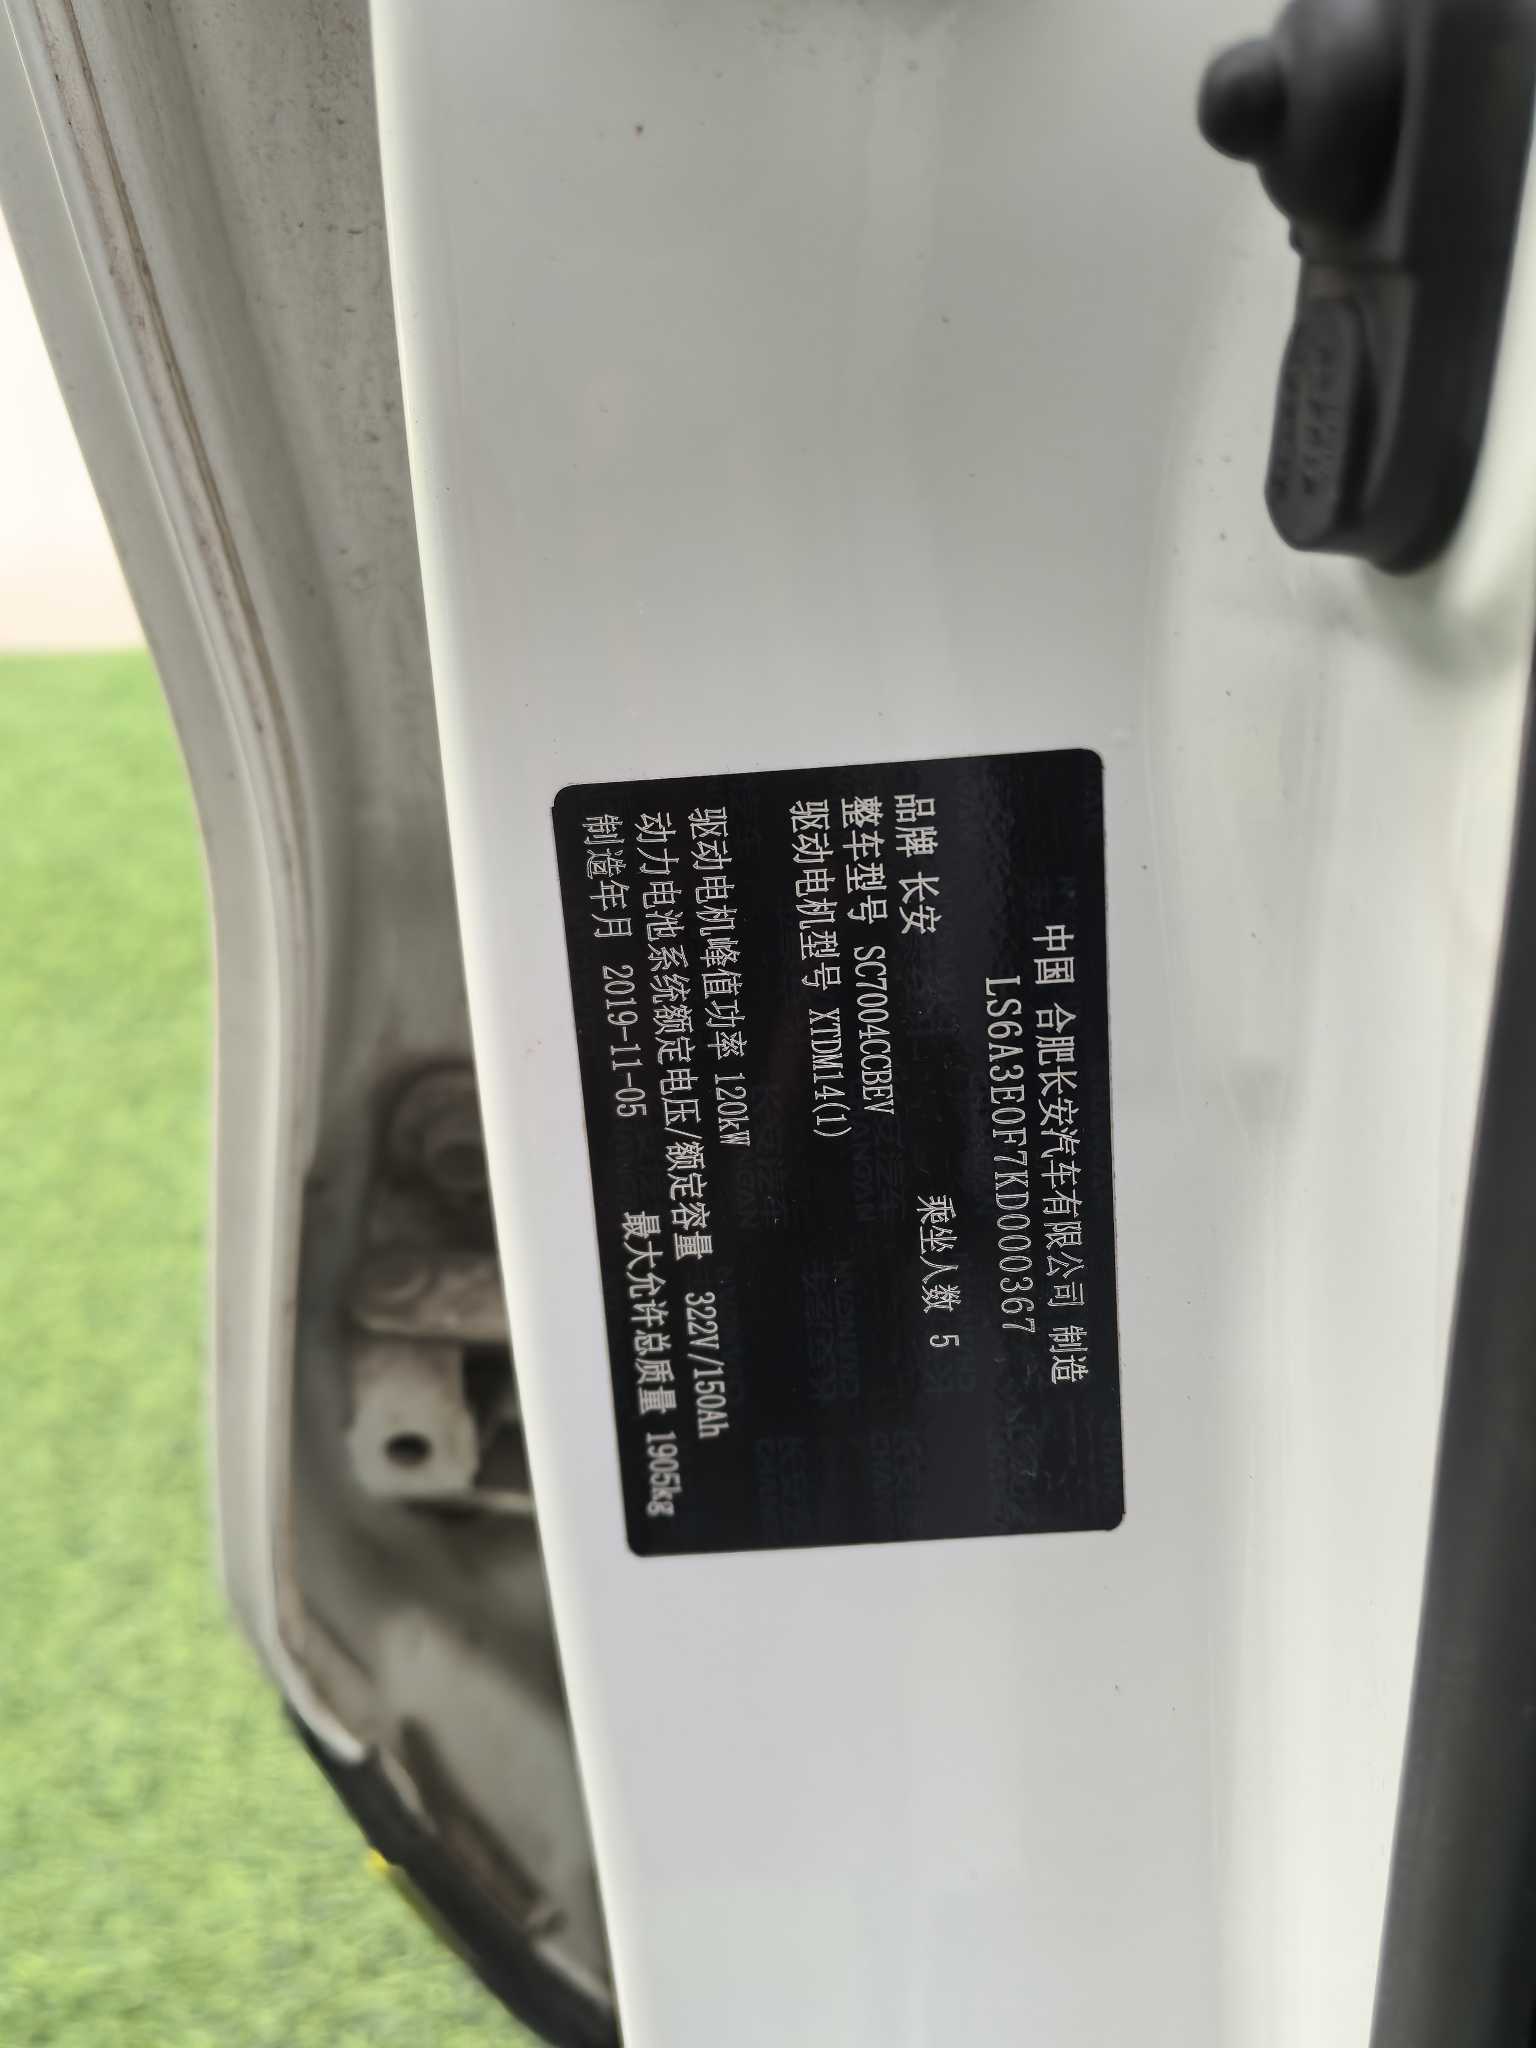 中国 合肥长安汽车有限公司 制造
LS6A3E0F7KD000367
品牌 长安 乘坐人数 5
整车型号 SC7004CCBEV
驱动电机型号 XTDM14(1)
驱动电机峰值功率 120kW
动力电池系统额定电压/额定容量 322V/150Ah
制造年月 2019-11-05 最大允许总质量 1905kg